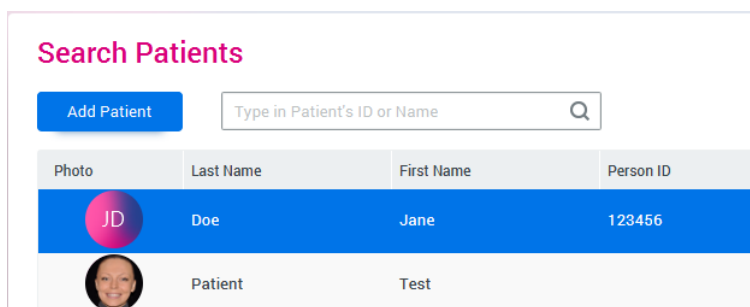 Search Patients
Add Patient Type in Patient's ID or Name
Photo Last Name First Name Person ID
JD Doe Jane 123456
Patient Test